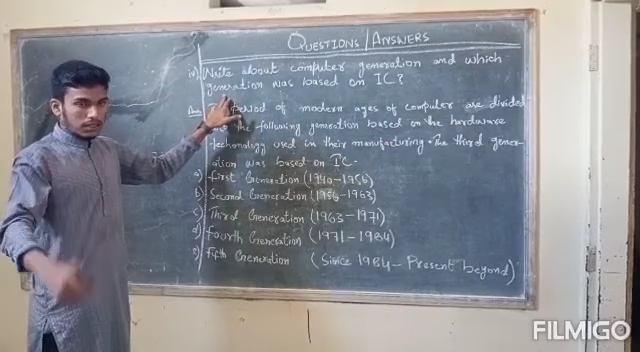 Questions/Answers
iv) Write about computer generation and which
generation was based on IC?
Ans period of modern ages of computer are divided
the following generation based on the hardware
techonology used in their manufacturing. The third gener-
ation was based on IC.
a) First Generation (1940-1956)
b) Second Generation (1956-1963)
c) Third Generation (1963-1971)
d) Fourth Generation (1971-1984)
e) Fifth Generation (Since 1984- Present beyond)
FILMIGO